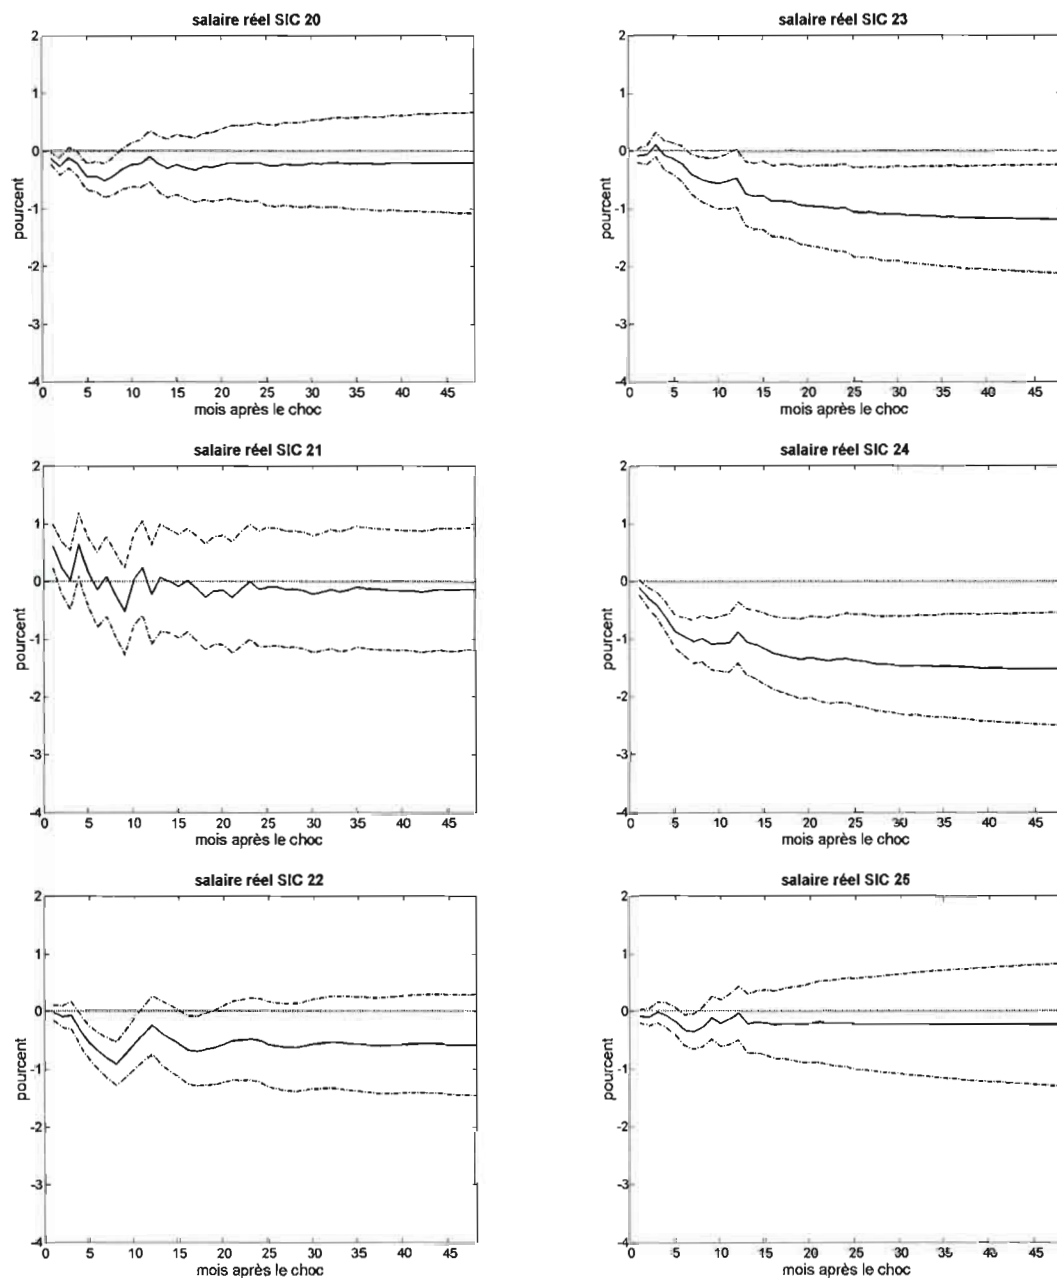 salaire réel SIC 20
2
1
0
-1
-2
-3
-4
pourcent
0 5 10 15 20 25 30 35 40 45
mois après le choc
salaire réel SIC 23
2
1
0
-1
-2
-3
-4
pourcent
0 5 10 15 20 25 30 35 40 45
mois après le choc
salaire réel SIC 21
2
1
0
-1
-2
-3
-4
pourcent
0 5 10 15 20 25 30 35 40 45
mois après le choc
salaire réel SIC 24
2
1
0
-1
-2
-3
-4
pourcent
0 5 10 15 20 25 30 35 40 45
mois après le choc
salaire réel SIC 22
2
1
0
-1
-2
-3
-4
pourcent
0 5 10 15 20 25 30 35 40 45
mois après le choc
salaire réel SIC 25
2
1
0
-1
-2
-3
-4
pourcent
0 5 10 15 20 25 30 35 40 45
mois après le choc